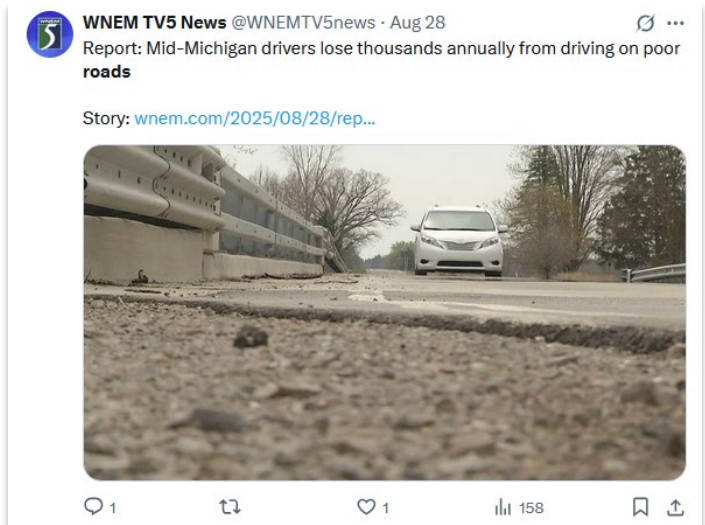 WNEM TV5 News @WNEMTV5news · Aug 28
Report: Mid-Michigan drivers lose thousands annually from driving on poor
roads
Story: wnem.com/2025/08/28/rep...
1
1
158